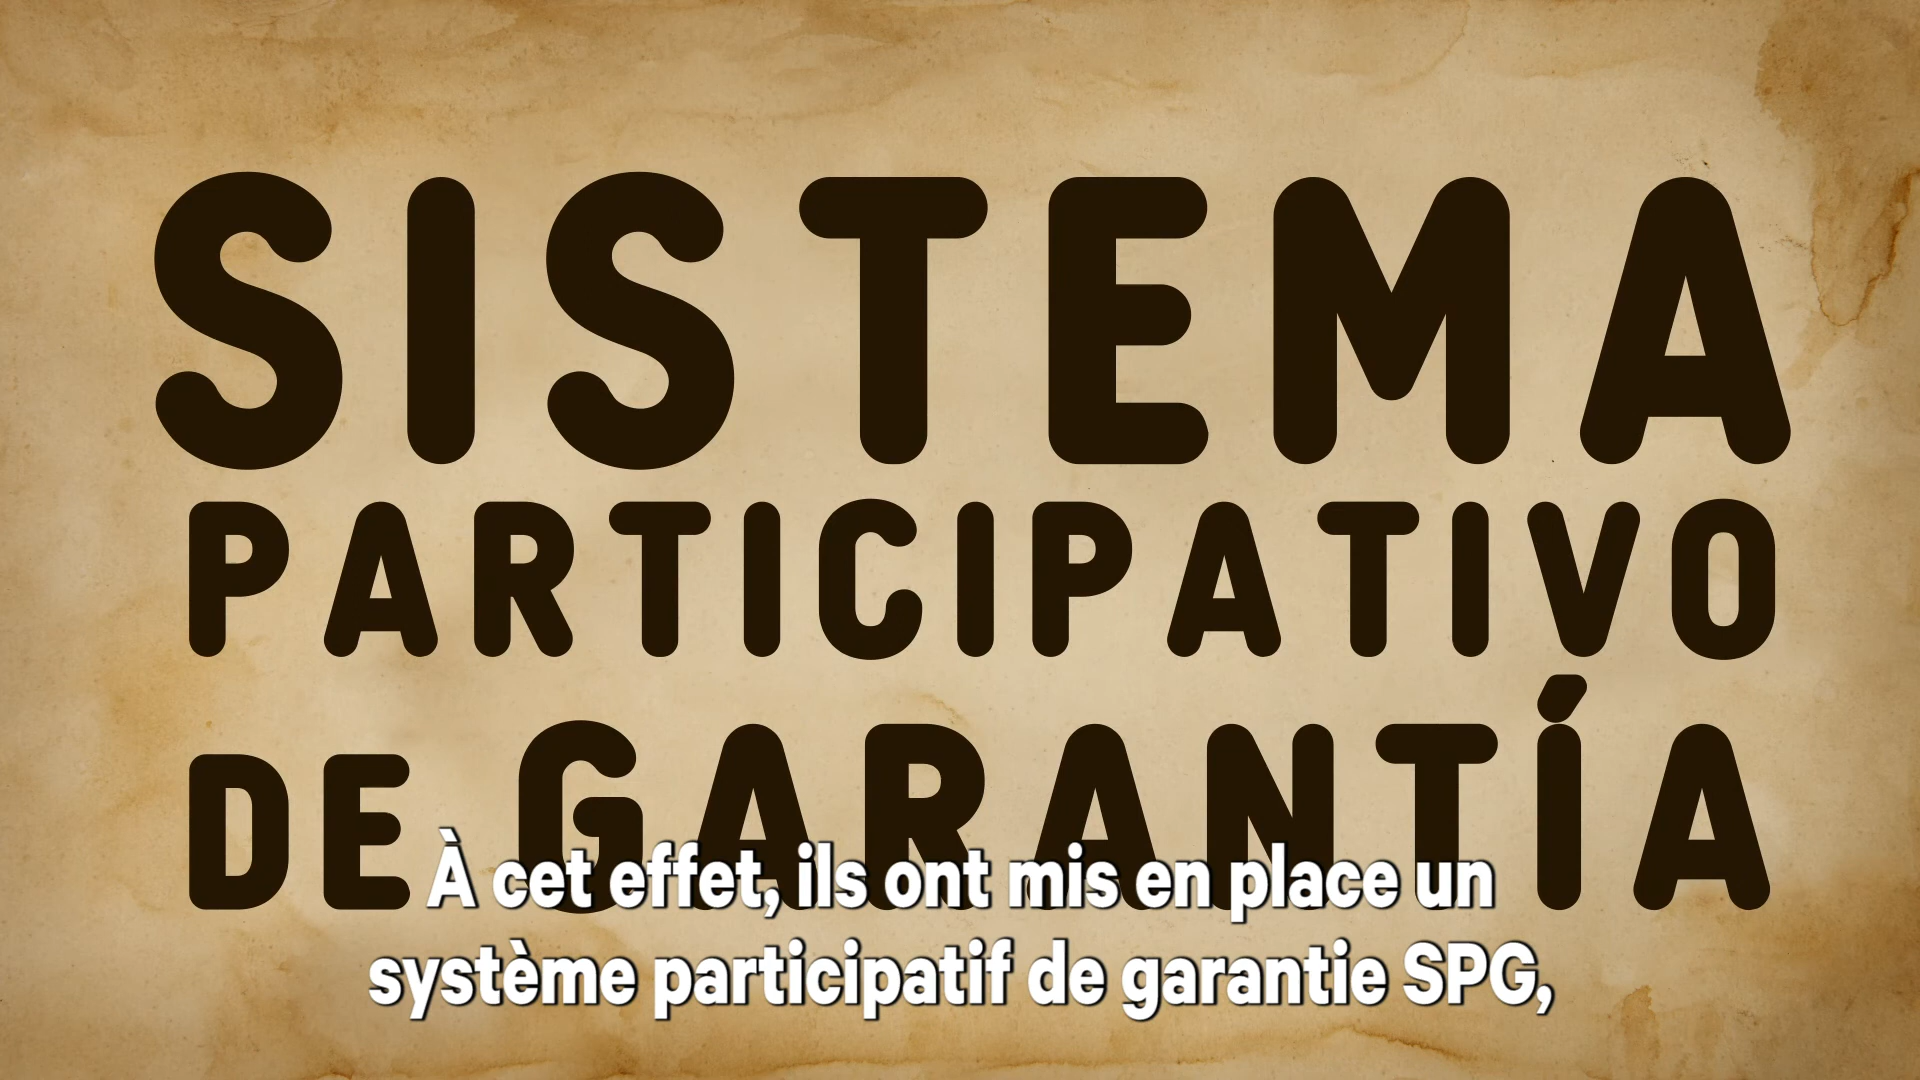 SISTEMA
PARTICIPATIVO
DE GARANTÍA
À cet effet, ils ont mis en place un
système participatif de garantie SPG,